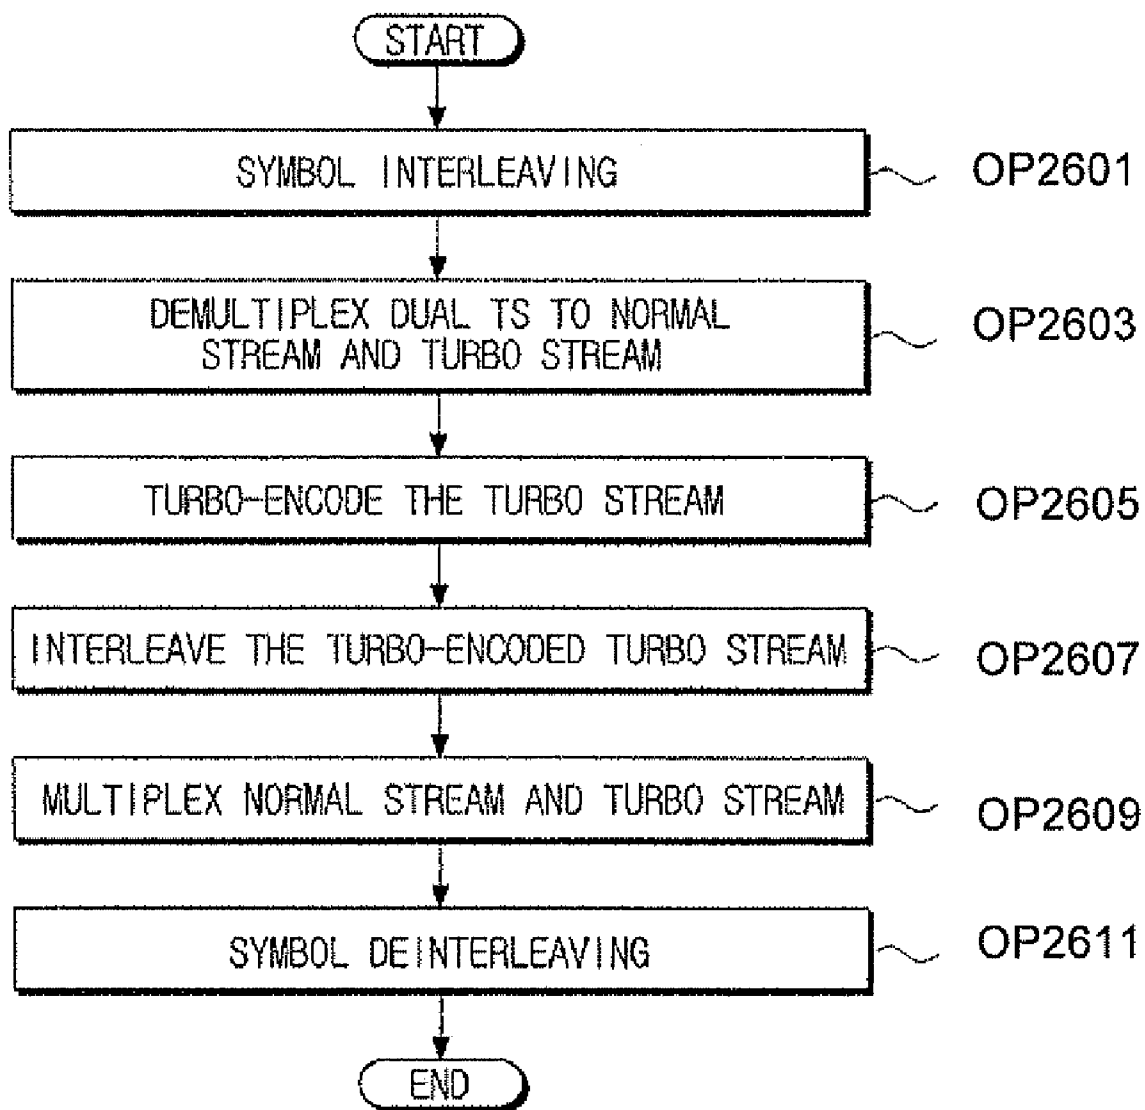 START
SYMBOL INTERLEAVING
OP2601
DEMULTIPLEX DUAL TS TO NORMAL
STREAM AND TURBO STREAM
OP2603
TURBO-ENCODE THE TURBO STREAM
OP2605
INTERLEAVE THE TURBO-ENCODED TURBO STREAM
OP2607
MULTIPLEX NORMAL STREAM AND TURBO STREAM
OP2609
SYMBOL DEINTERLEAVING
OP2611
END